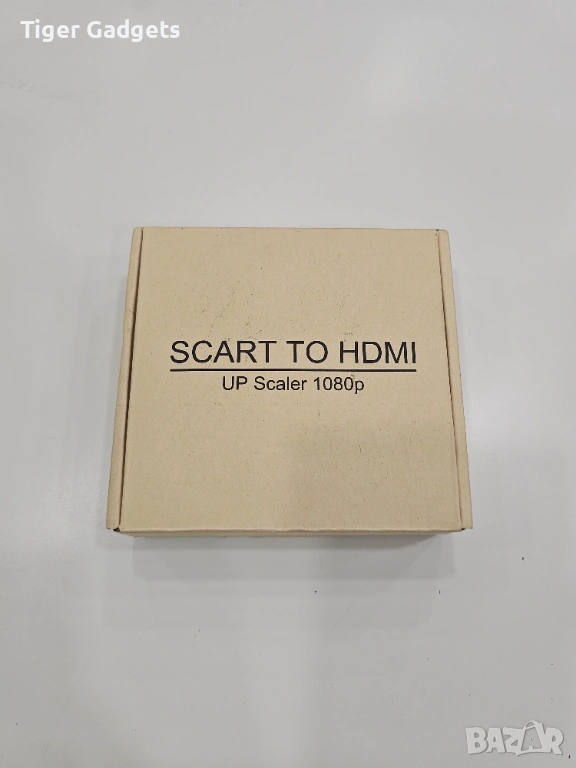 Tiger Gadgets
SCART TO HDMI
UP Scaler 1080p
BAZAR